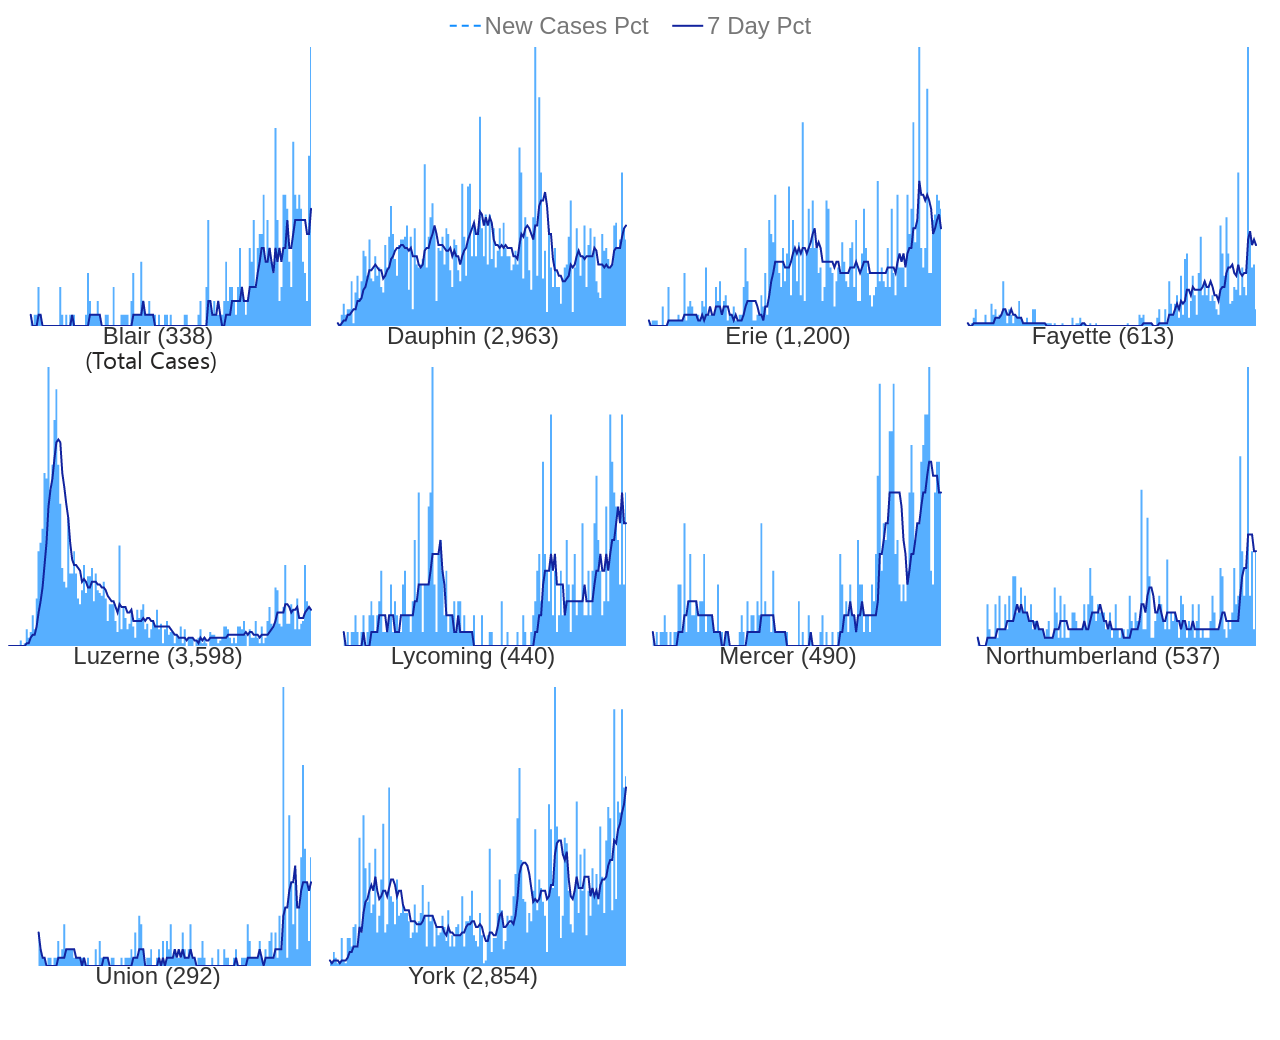 New Cases Pct 7 Day Pct
Blair (338)
(Total Cases)
Dauphin (2,963)
Erie (1,200)
Fayette (613)
Luzerne (3,598)
Lycoming (440)
Mercer (490)
Northumberland (537)
Union (292)
York (2,854)